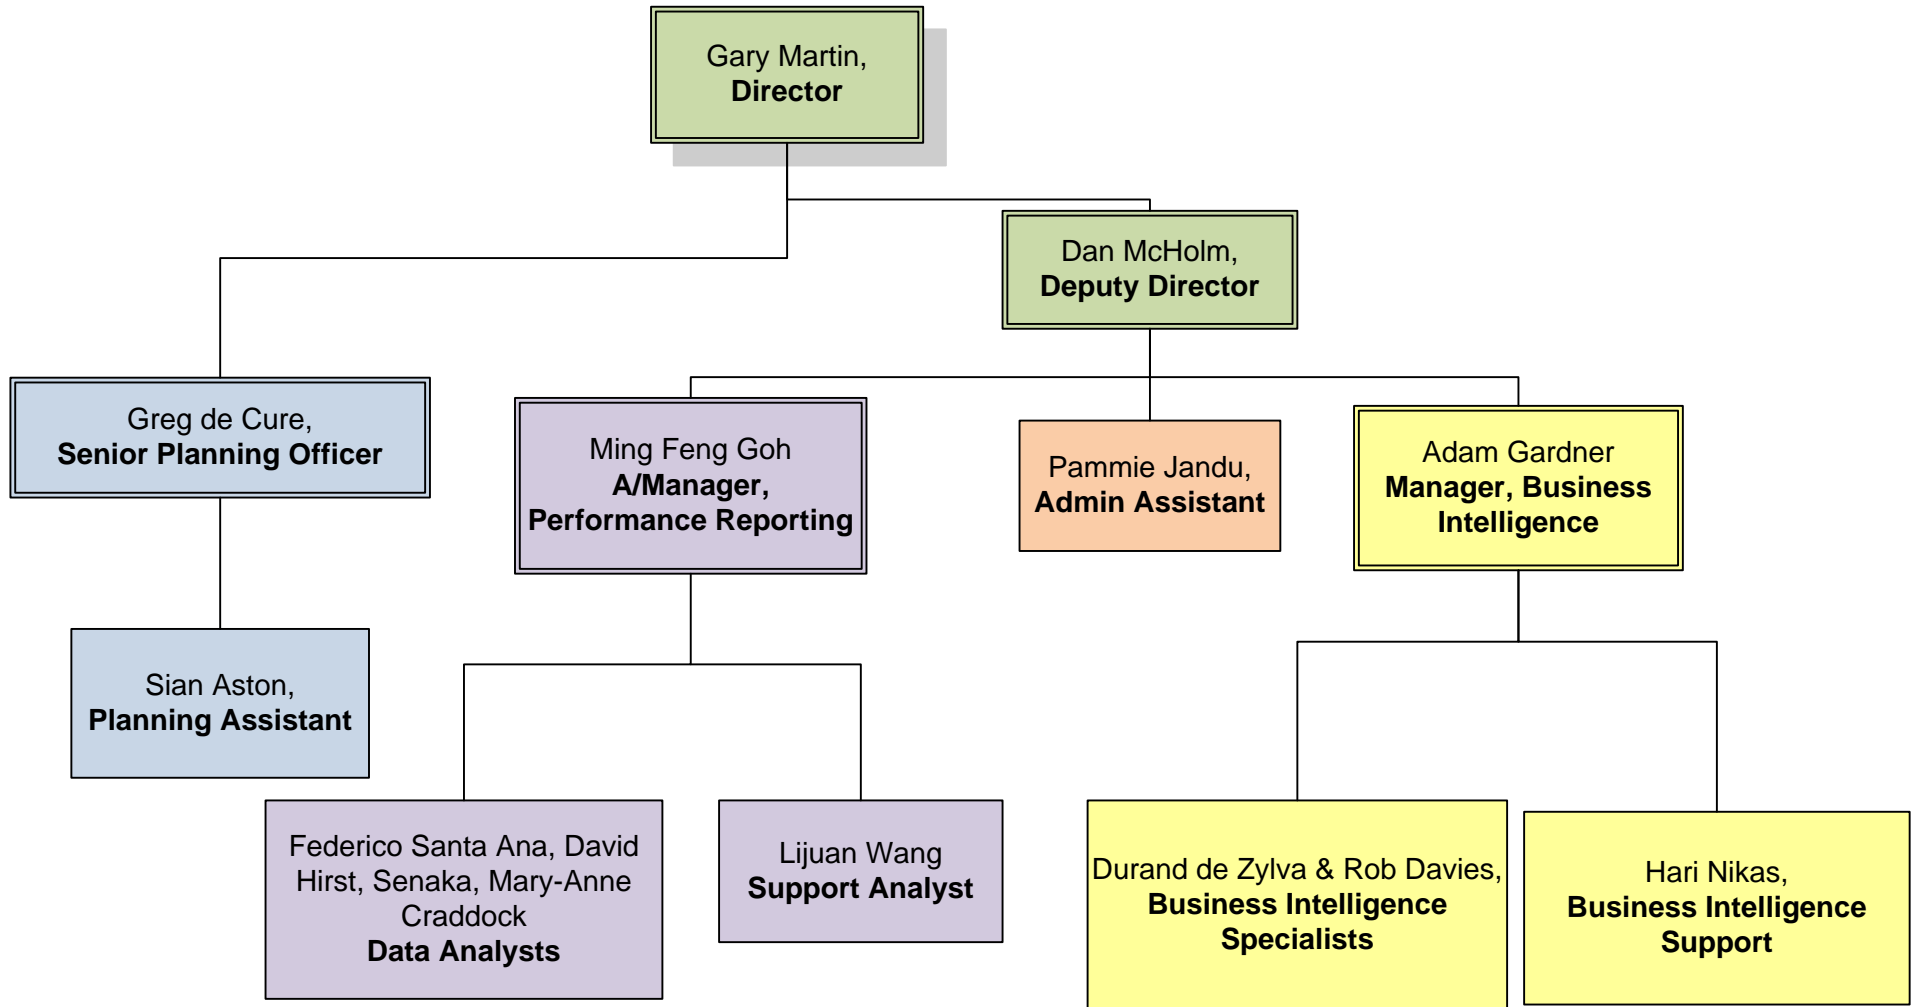 Gary Martin,
Director
Dan McHolm,
Deputy Director
Greg de Cure,
Senior Planning Officer
Ming Feng Goh
A/Manager,
Performance Reporting
Pammie Jandu,
Admin Assistant
Adam Gardner
Manager, Business
Intelligence
Sian Aston,
Planning Assistant
Federico Santa Ana, David
Hirst, Senaka, Mary-Anne
Craddock
Data Analysts
Lijuan Wang
Support Analyst
Durand de Zylva & Rob Davies,
Business Intelligence
Specialists
Hari Nikas,
Business Intelligence
Support